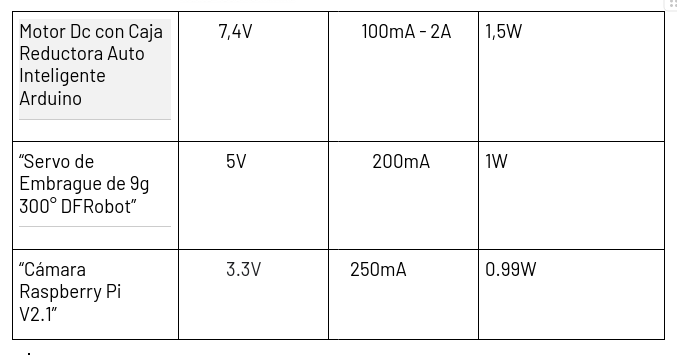 Motor Dc con Caja
Reductora Auto
Inteligente
Arduino
7,4V
100mA - 2A
1,5W
“Servo de
Embrague de 9g
300° DFRobot”
5V
200mA
1W
“Cámara
Raspberry Pi
V2.1”
3.3V
250mA
0.99W